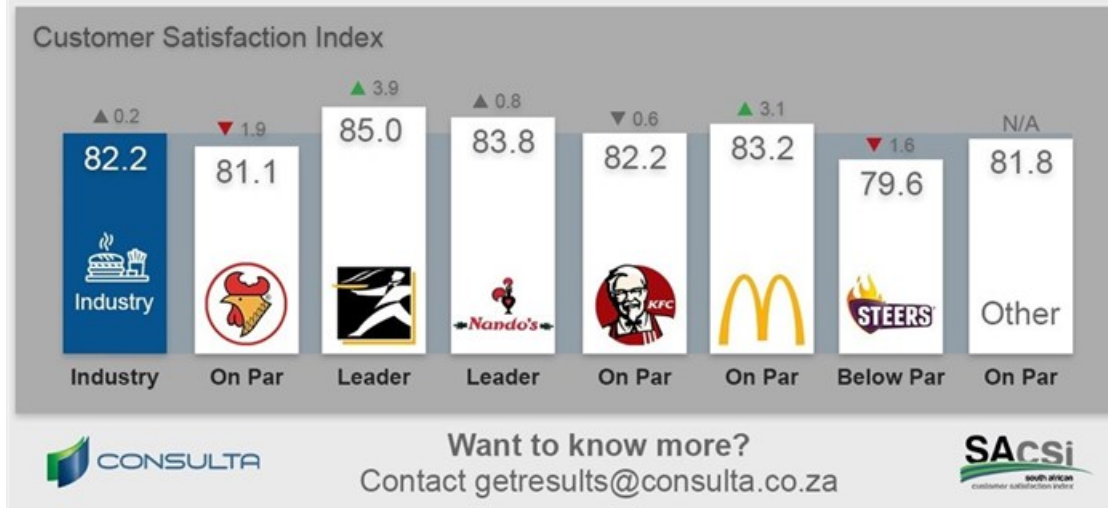 Customer Satisfaction Index
▲ 0.2
▼ 1.9
▲ 3.9
▲ 0.8
▼ 0.6
▲ 3.1
▼ 1.6
N/A
82.2
81.1
85.0
83.8
82.2
83.2
79.6
81.8
Industry
Nando's
KFC
STEERS
Other
Industry
On Par
Leader
Leader
On Par
On Par
Below Par
On Par
CONSULTA
Want to know more?
Contact getresults@consulta.co.za
SAcsi
south african
customer satisfaction index